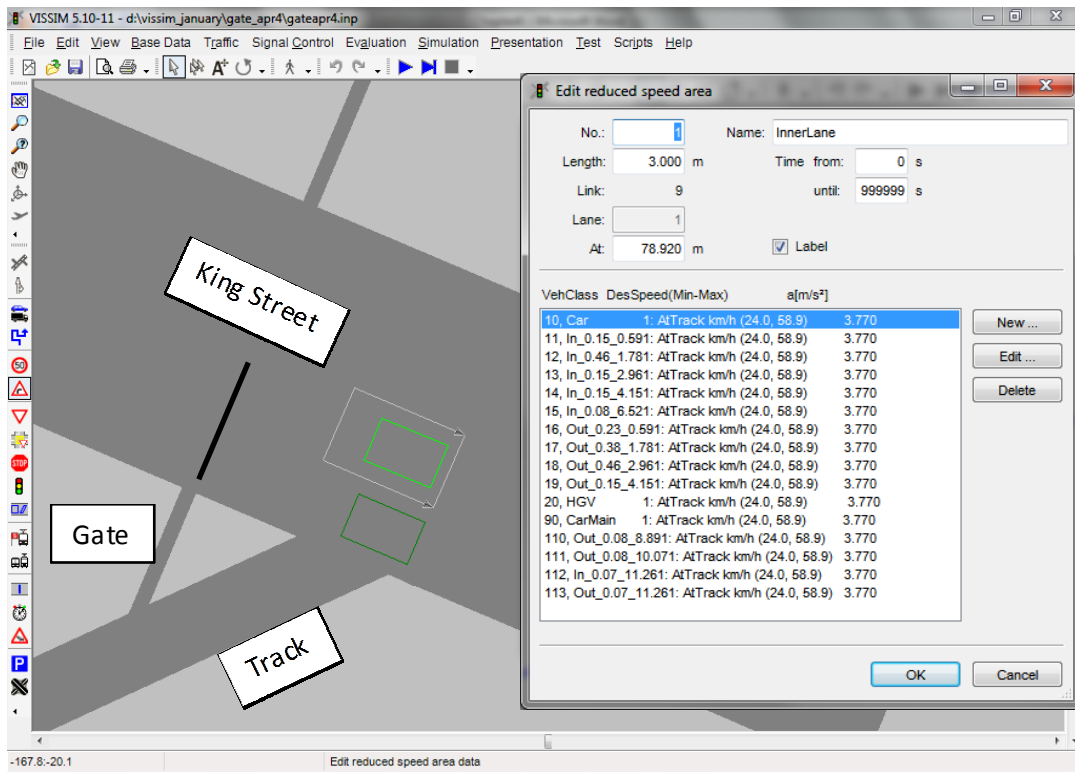 VISSIM 5.10-11 - d:\vissim_january\gate_apr4\gateapr4.inp
File Edit View Base Data Traffic Signal Control Evaluation Simulation Presentation Test Scripts Help
Edit reduced speed area
No.: 1 Name: InnerLane
Length: 3.000 m Time from: 0 s
Link: 9 until: 999999 s
Lane: 1
At: 78.920 m Label
VehClass DesSpeed(Min-Max) a[m/s²]
10, Car 1: AtTrack km/h (24.0, 58.9) 3.770
11, In_0.15_0.591: AtTrack km/h (24.0, 58.9) 3.770
12, In_0.46_1.781: AtTrack km/h (24.0, 58.9) 3.770
13, In_0.15_2.961: AtTrack km/h (24.0, 58.9) 3.770
14, In_0.15_4.151: AtTrack km/h (24.0, 58.9) 3.770
15, In_0.08_6.521: AtTrack km/h (24.0, 58.9) 3.770
16, Out_0.23_0.591: AtTrack km/h (24.0, 58.9) 3.770
17, Out_0.38_1.781: AtTrack km/h (24.0, 58.9) 3.770
18, Out_0.46_2.961: AtTrack km/h (24.0, 58.9) 3.770
19, Out_0.15_4.151: AtTrack km/h (24.0, 58.9) 3.770
20, HGV 1: AtTrack km/h (24.0, 58.9) 3.770
90, CarMain 1: AtTrack km/h (24.0, 58.9) 3.770
110, Out_0.08_8.891: AtTrack km/h (24.0, 58.9) 3.770
111, Out_0.08_10.071: AtTrack km/h (24.0, 58.9) 3.770
112, In_0.07_11.261: AtTrack km/h (24.0, 58.9) 3.770
113, Out_0.07_11.261: AtTrack km/h (24.0, 58.9) 3.770
New ...
Edit ...
Delete
OK Cancel
King Street
Gate
Track
50
STOP
P
-167.8:-20.1 Edit reduced speed area data